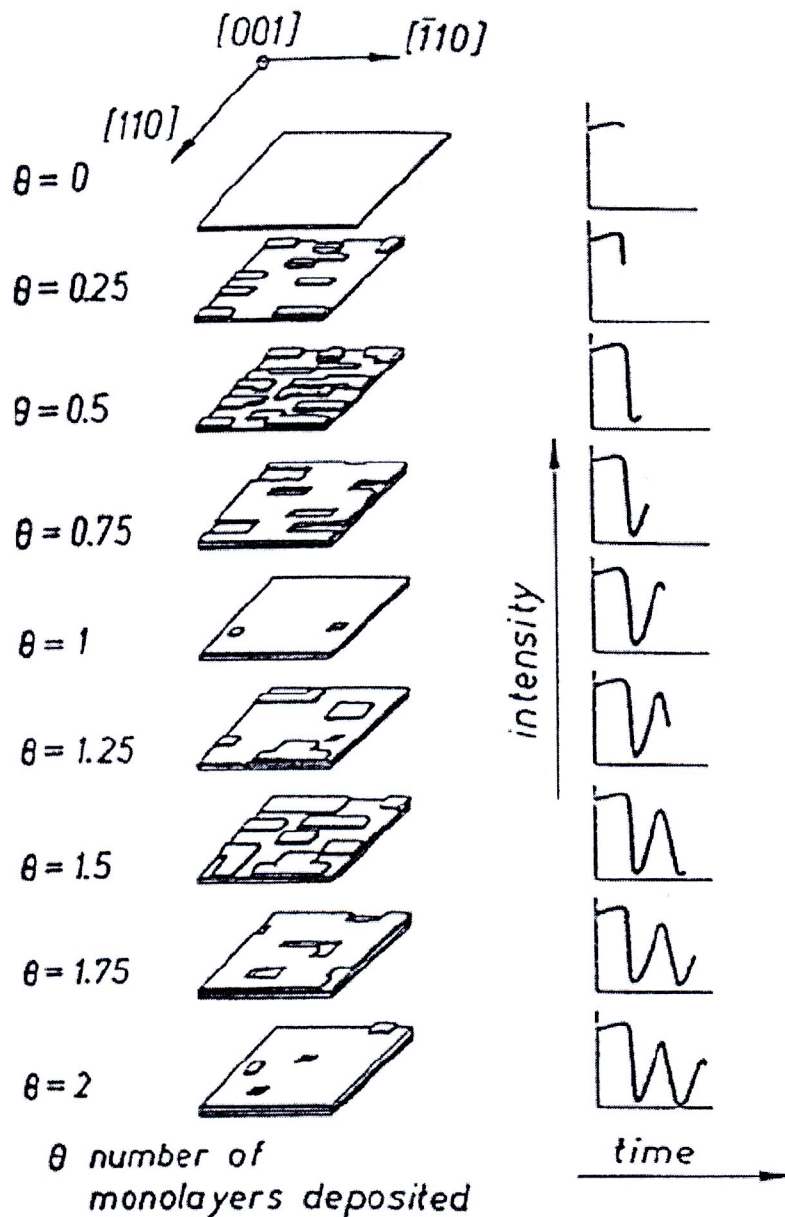 [001]
[1̄10]
[110]
θ = 0
θ = 0.25
θ = 0.5
θ = 0.75
θ = 1
θ = 1.25
θ = 1.5
θ = 1.75
θ = 2
intensity
θ number of
monolayers deposited
time